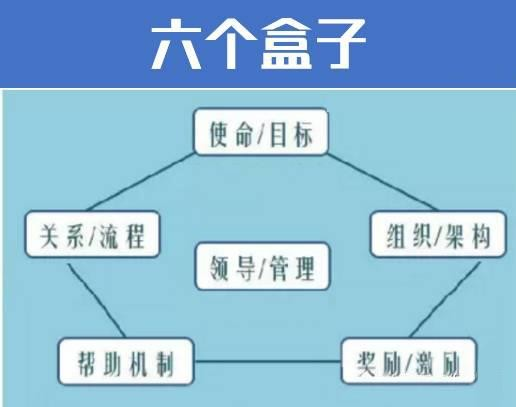 六个盒子
使命/目标
关系/流程
组织/架构
领导/管理
帮助机制
奖励/激励